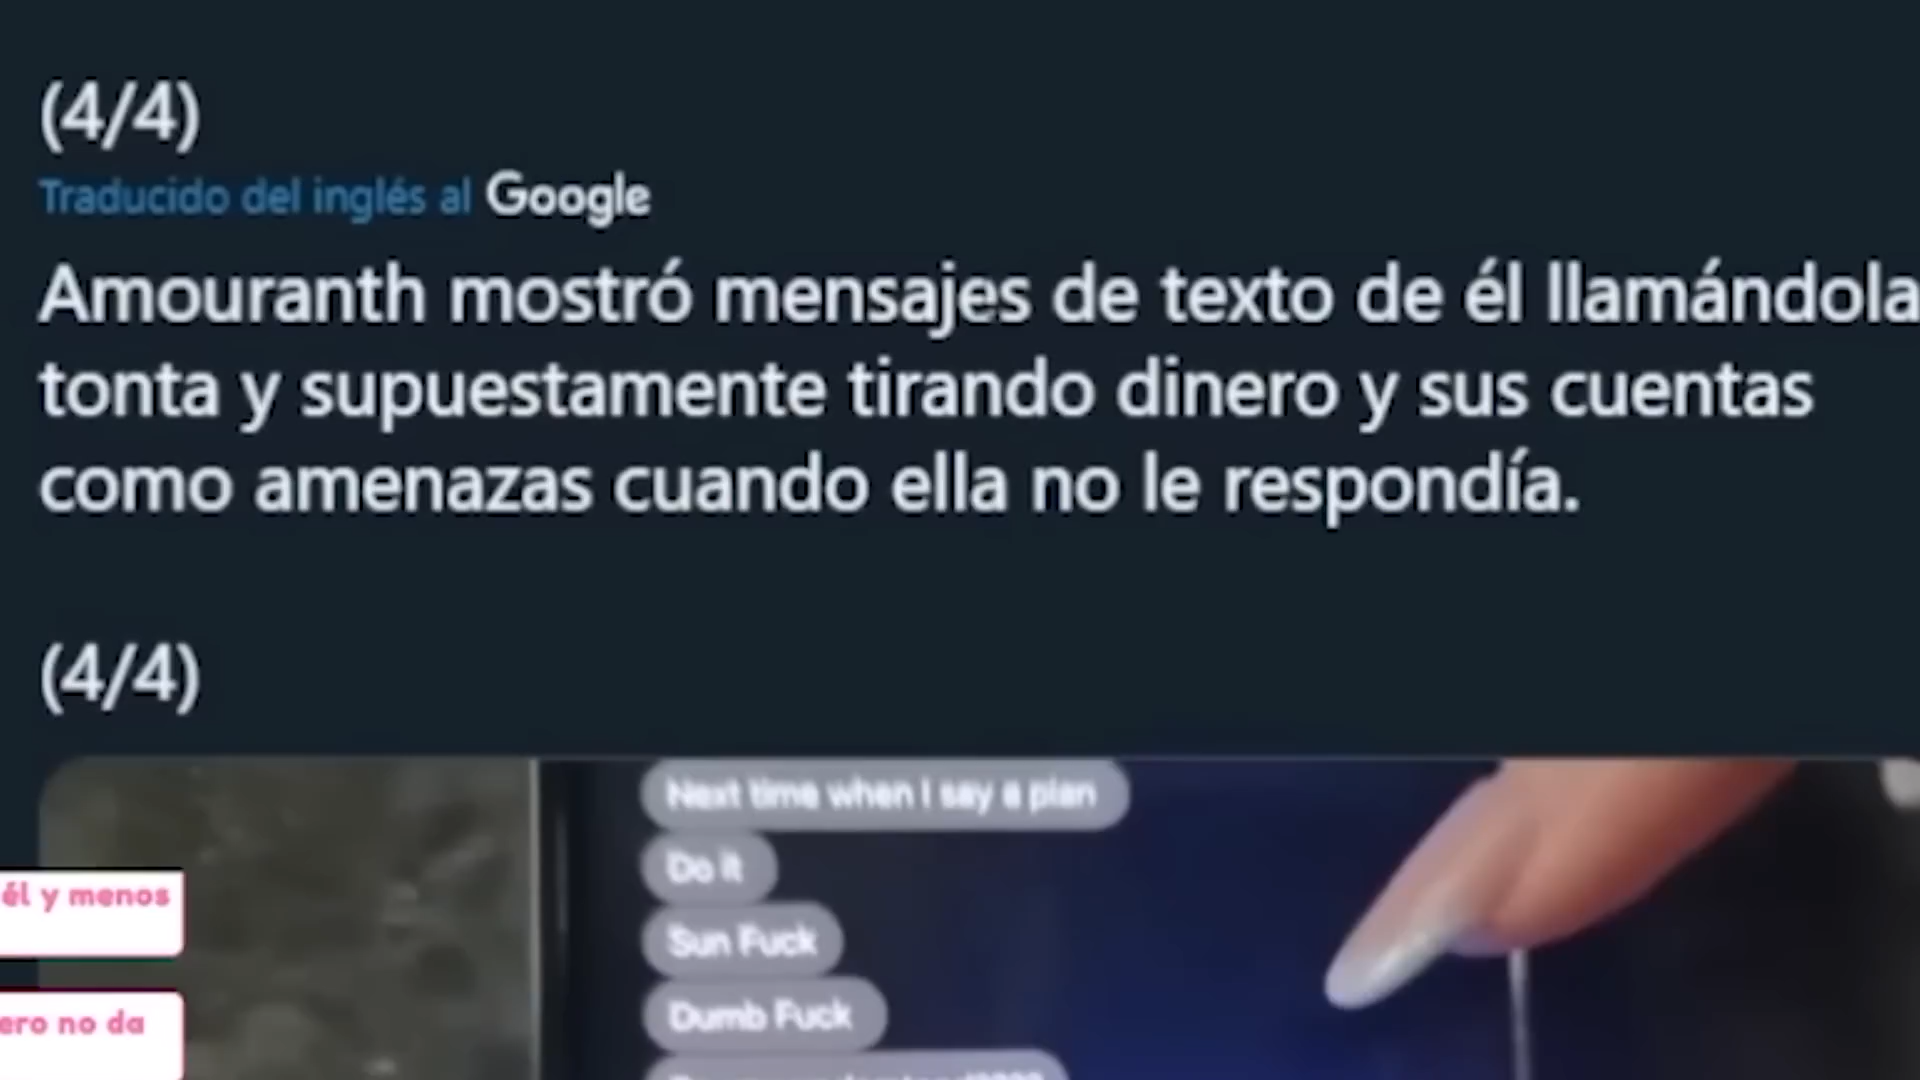 (4/4)
Traducido del inglés al Google
Amouranth mostró mensajes de texto de él llamándola
tonta y supuestamente tirando dinero y sus cuentas
como amenazas cuando ella no le respondía.
(4/4)
Next time when I say a plan
Do it
Sun Fuck
Dumb Fuck
él y menos
ero no da